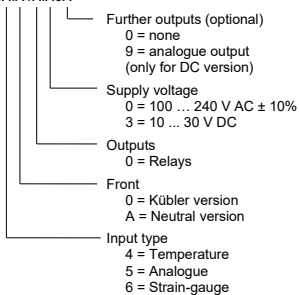 Further outputs (optional)
0 = none
9 = analogue output
(only for DC version)
Supply voltage
0 = 100 … 240 V AC ± 10%
3 = 10 ... 30 V DC
Outputs
0 = Relays
Front
0 = Kübler version
A = Neutral version
Input type
4 = Temperature
5 = Analogue
6 = Strain-gauge